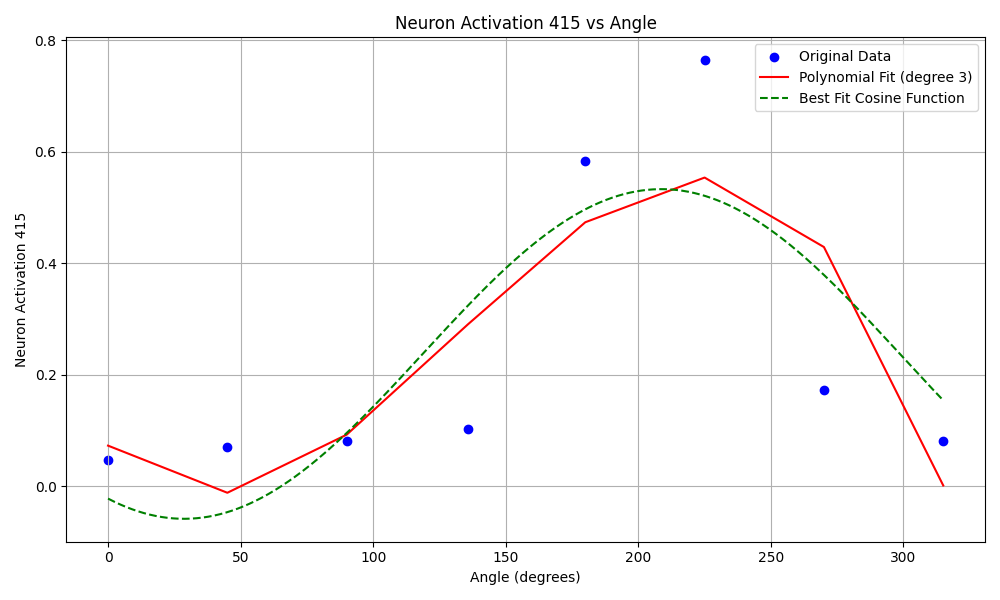 Neuron Activation 415 vs Angle
Original Data
Polynomial Fit (degree 3)
Best Fit Cosine Function
Neuron Activation 415
0.8
0.6
0.4
0.2
0.0
0 50 100 150 200 250 300
Angle (degrees)